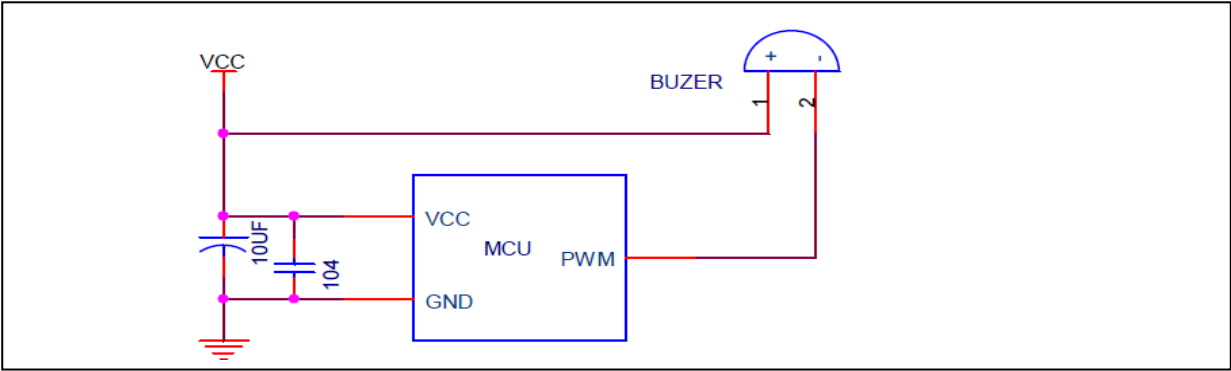 VCC
BUZER
+ -
1 2
10UF
104
VCC
MCU
PWM
GND